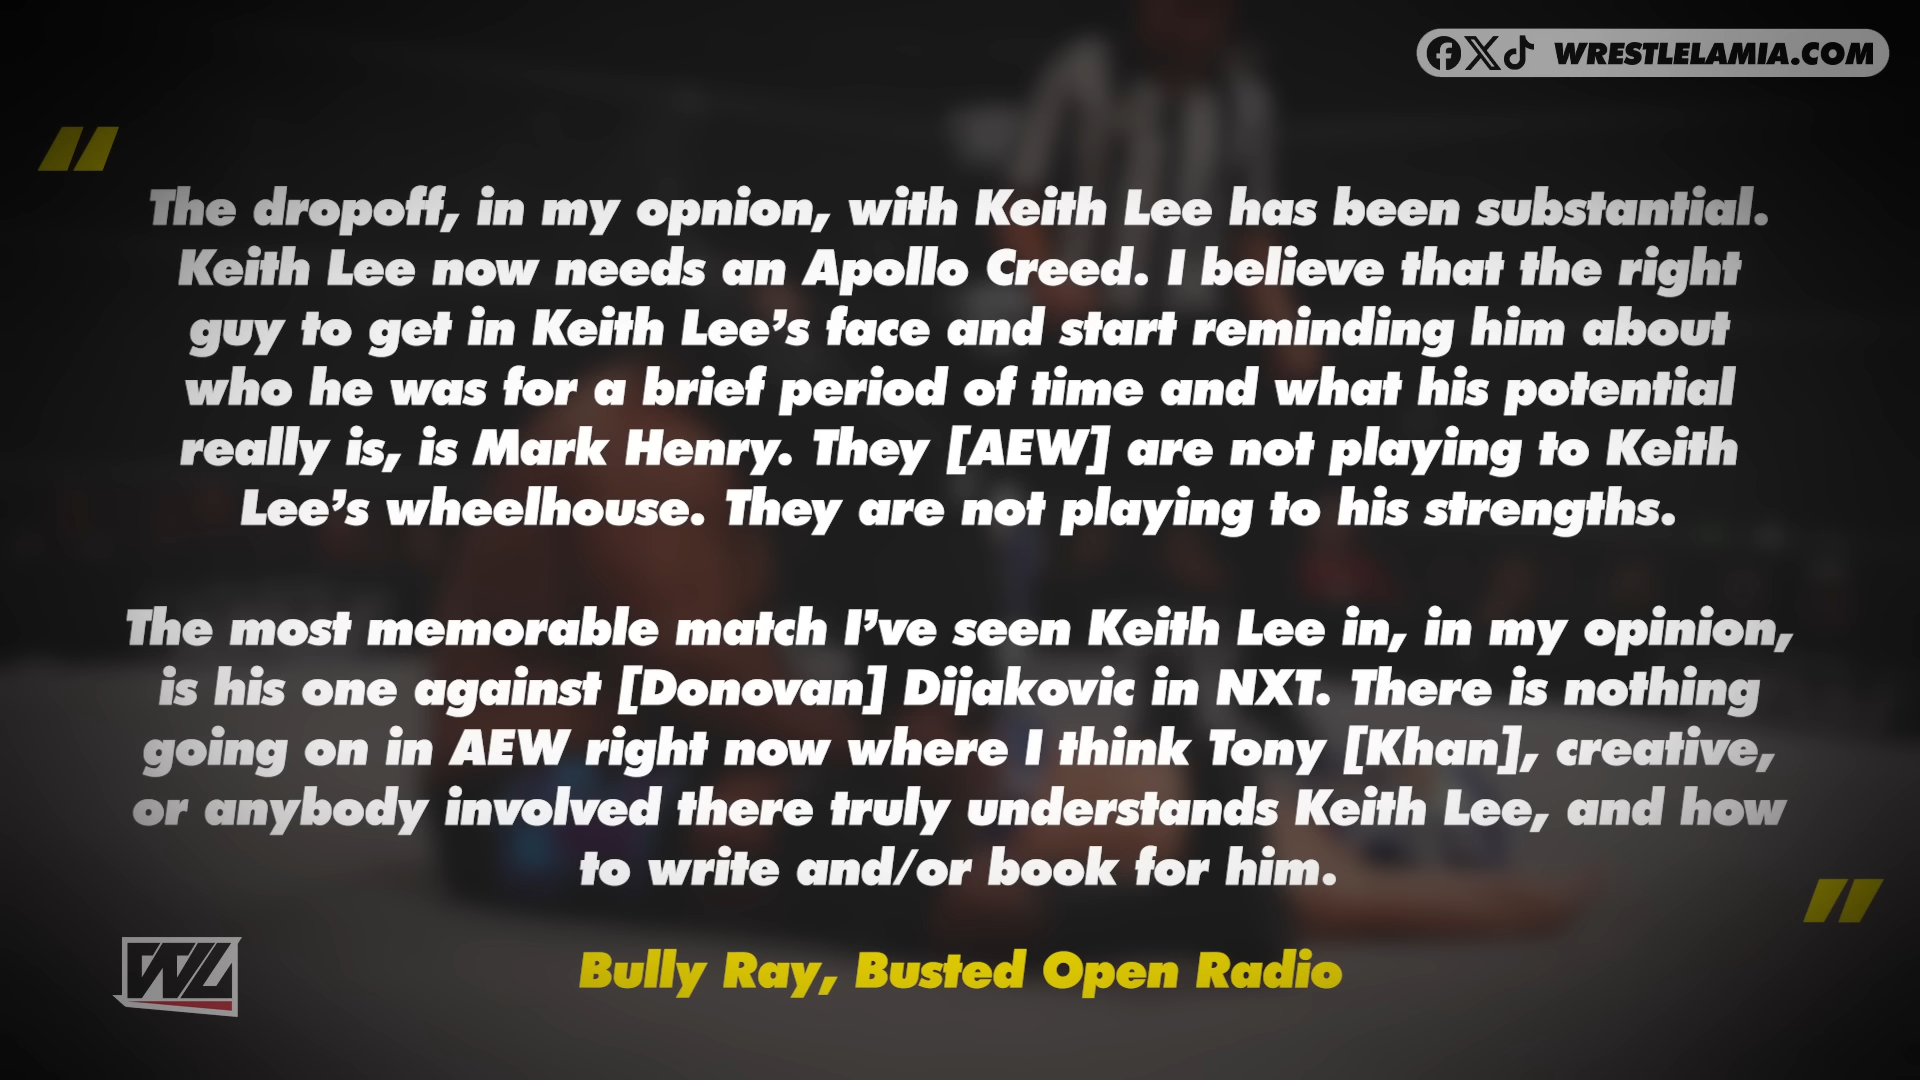 WRESTLELAMIA.COM
"
The dropoff, in my opnion, with Keith Lee has been substantial.
Keith Lee now needs an Apollo Creed. I believe that the right
guy to get in Keith Lee’s face and start reminding him about
who he was for a brief period of time and what his potential
really is, is Mark Henry. They [AEW] are not playing to Keith
Lee’s wheelhouse. They are not playing to his strengths.
The most memorable match I’ve seen Keith Lee in, in my opinion,
is his one against [Donovan] Dijakovic in NXT. There is nothing
going on in AEW right now where I think Tony [Khan], creative,
or anybody involved there truly understands Keith Lee, and how
to write and/or book for him.
"
WL
Bully Ray, Busted Open Radio